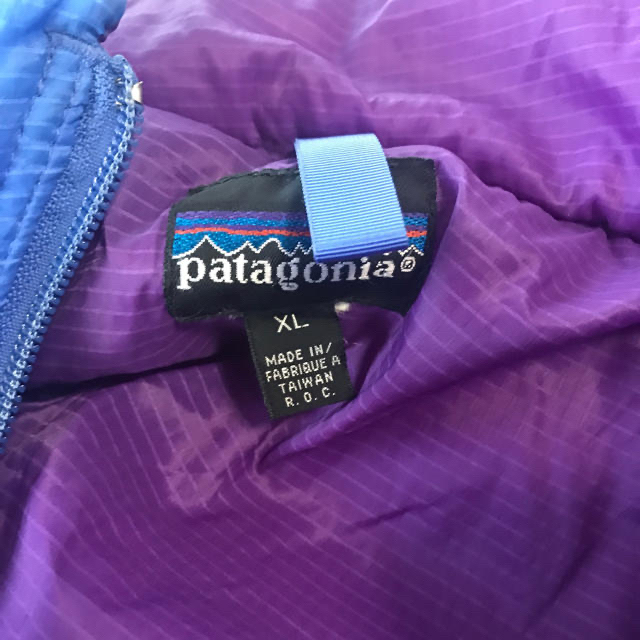 patagonia®
XL
MADE IN/
FABRIQUE A
TAIWAN
R.O.C.